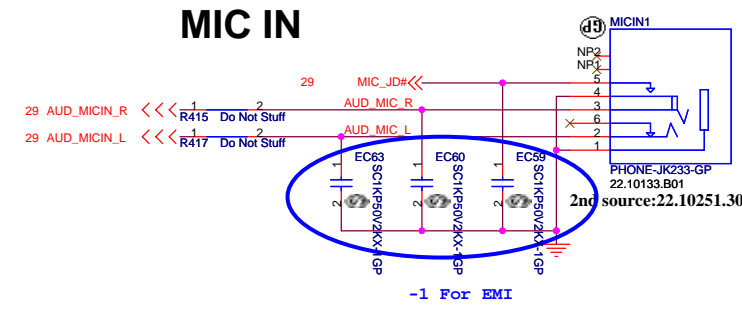 MIC IN
GP
MICIN1
NP2
NP1
29 MIC_JD#
5
4
29 AUD_MICIN_R 1 2 AUD_MIC_R 3
R415 Do Not Stuff
6
29 AUD_MICIN_L 1 2 AUD_MIC_L 2
R417 Do Not Stuff
1
EC63 EC60 EC59
1 1 1
SC1KP50V2KX-1GP SC1KP50V2KX-1GP SC1KP50V2KX-1GP
2 2 2
PHONE-JK233-GP
22.10133.B01
2nd source:22.10251.30
-1 For EMI